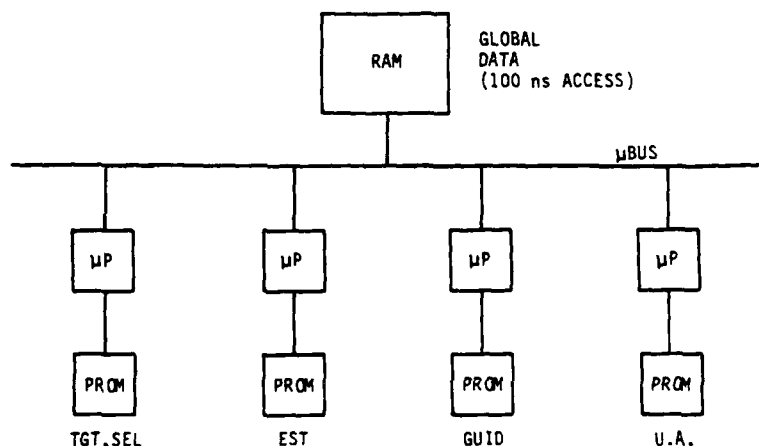 RAM
GLOBAL
DATA
(100 ns ACCESS)
μBUS
μP μP μP μP
PROM PROM PROM PROM
TGT.SEL EST GUID U.A.